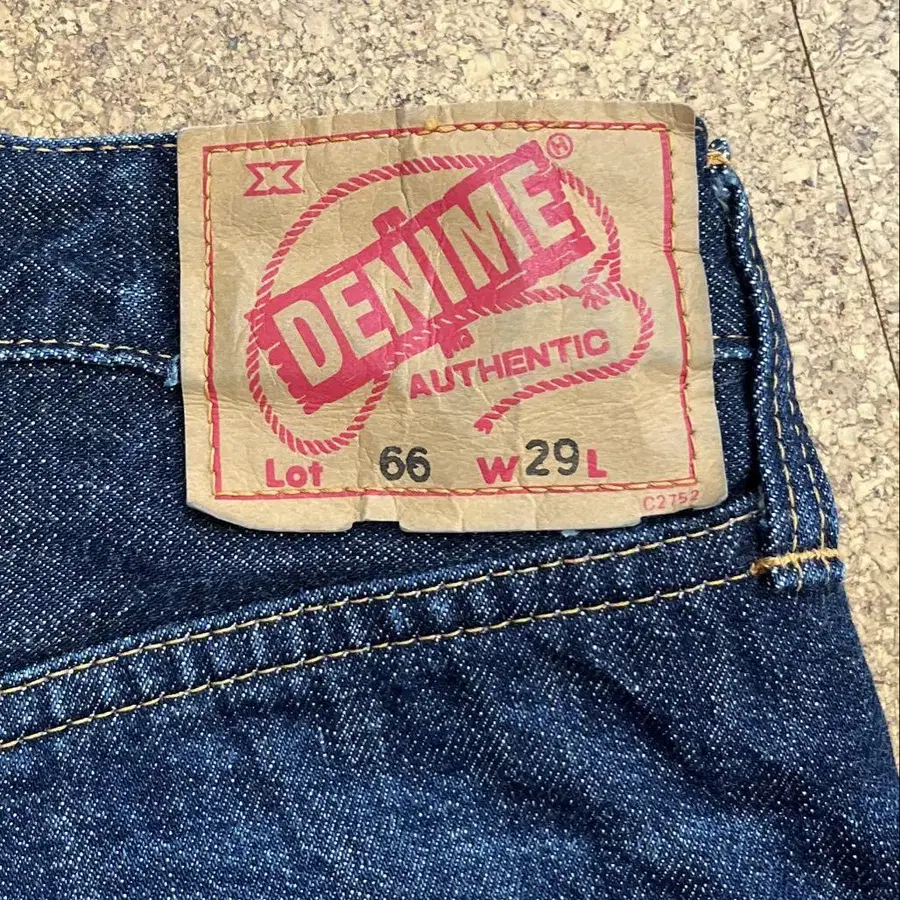 DENIME®
AUTHENTIC
Lot 66 W29L
C2752